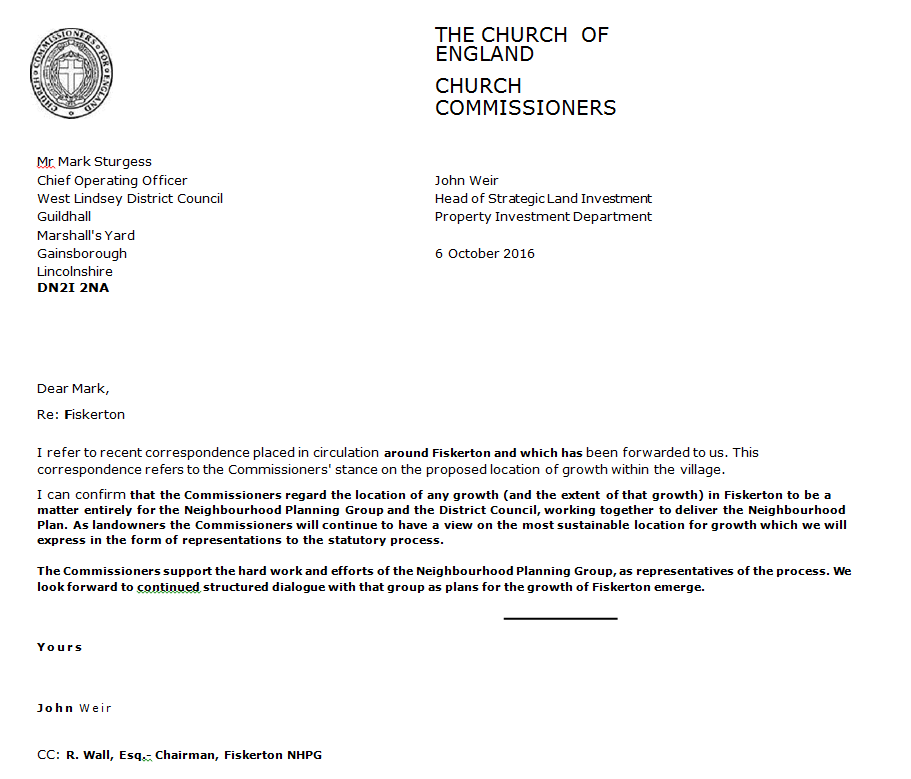 CHURCH COMMISSIONERS FOR ENGLAND
THE CHURCH OF
ENGLAND
CHURCH
COMMISSIONERS
Mr. Mark Sturgess
Chief Operating Officer
West Lindsey District Council
Guildhall
Marshall's Yard
Gainsborough
Lincolnshire
DN2I 2NA
John Weir
Head of Strategic Land Investment
Property Investment Department
6 October 2016
Dear Mark,
Re: Fiskerton
I refer to recent correspondence placed in circulation around Fiskerton and which has been forwarded to us. This
correspondence refers to the Commissioners' stance on the proposed location of growth within the village.
I can confirm that the Commissioners regard the location of any growth (and the extent of that growth) in Fiskerton to be a
matter entirely for the Neighbourhood Planning Group and the District Council, working together to deliver the Neighbourhood
Plan. As landowners the Commissioners will continue to have a view on the most sustainable location for growth which we will
express in the form of representations to the statutory process.
The Commissioners support the hard work and efforts of the Neighbourhood Planning Group, as representatives of the process. We
look forward to continued structured dialogue with that group as plans for the growth of Fiskerton emerge.
Yours
John Weir
CC: R. Wall, Esq.- Chairman, Fiskerton NHPG